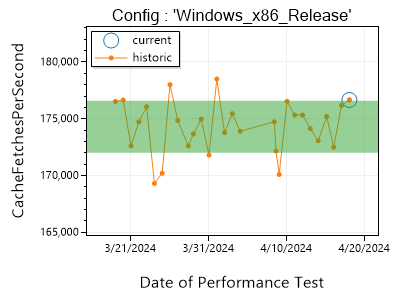 Config : 'Windows_x86_Release'
current
historic
CacheFetchesPerSecond
180,000
175,000
170,000
165,000
3/21/2024
3/31/2024
4/10/2024
4/20/2024
Date of Performance Test